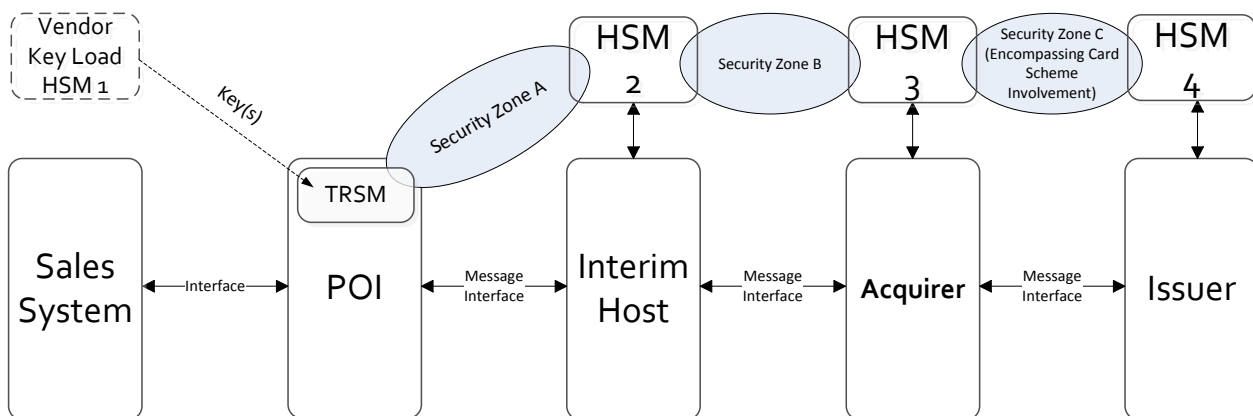 Vendor
Key Load
HSM 1
Key(s)
Security Zone A
HSM
2
Security Zone B
HSM
3
Security Zone C
(Encompassing Card
Scheme
Involvement)
HSM
4
TRSM
Sales
System
Interface
POI
Message
Interface
Interim
Host
Message
Interface
Acquirer
Message
Interface
Issuer